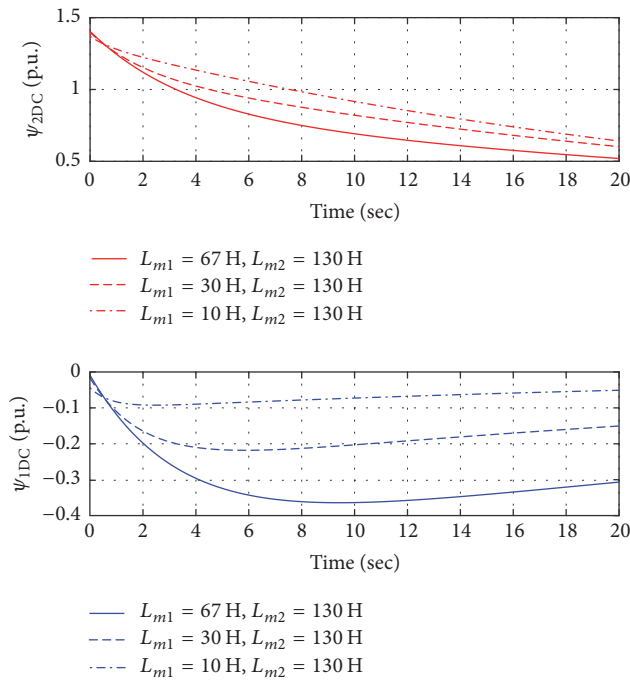 1.5
1
0.5
ψ2DC (p.u.)
0 2 4 6 8 10 12 14 16 18 20
Time (sec)
Lm1 = 67 H, Lm2 = 130 H
Lm1 = 30 H, Lm2 = 130 H
Lm1 = 10 H, Lm2 = 130 H
0
−0.1
−0.2
−0.3
−0.4
ψ1DC (p.u.)
0 2 4 6 8 10 12 14 16 18 20
Time (sec)
Lm1 = 67 H, Lm2 = 130 H
Lm1 = 30 H, Lm2 = 130 H
Lm1 = 10 H, Lm2 = 130 H